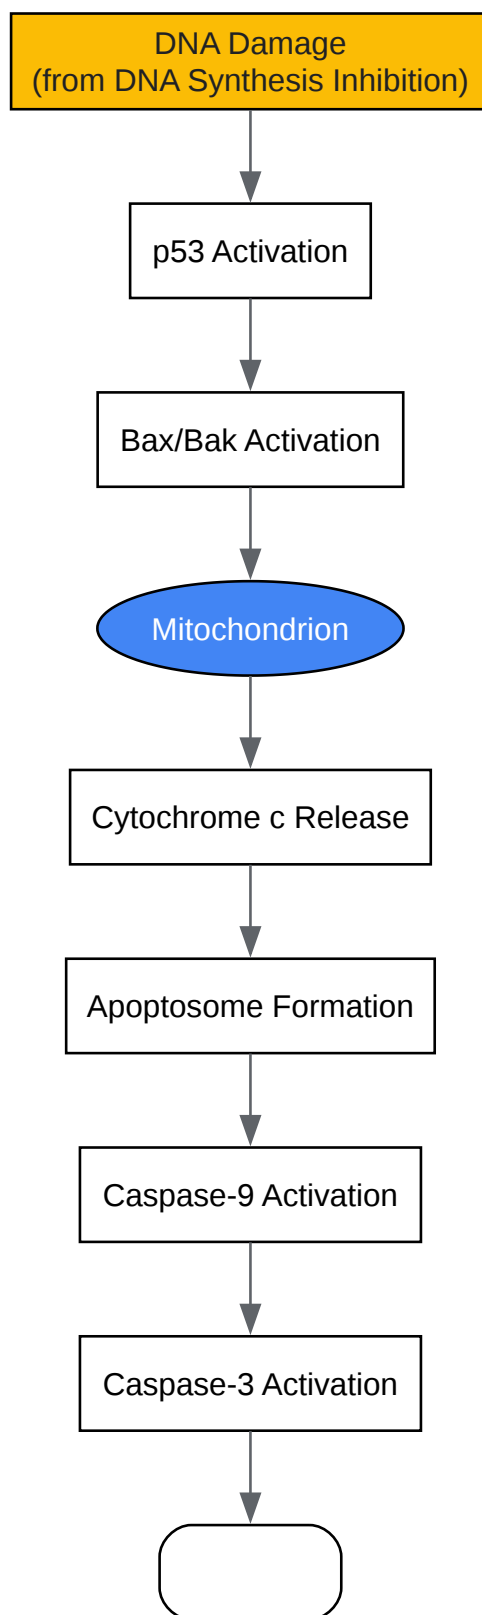 DNA Damage
(from DNA Synthesis Inhibition)
p53 Activation
Bax/Bak Activation
Mitochondrion
Cytochrome c Release
Apoptosome Formation
Caspase-9 Activation
Caspase-3 Activation